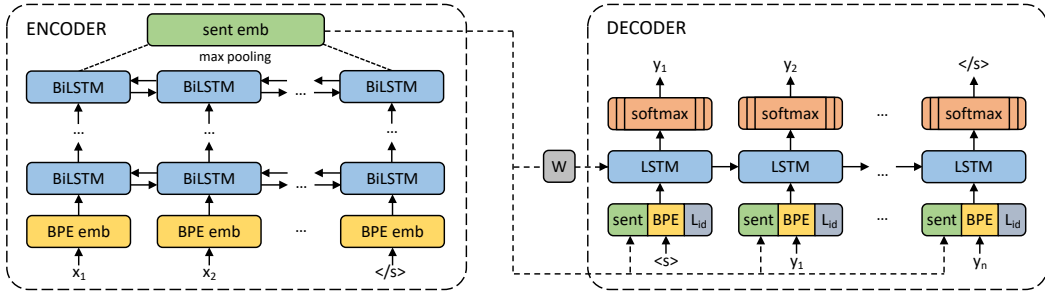 ENCODER
sent emb
max pooling
BiLSTM BiLSTM ... BiLSTM
... ... ...
BiLSTM BiLSTM ... BiLSTM
BPE emb BPE emb ... BPE emb
x1 x2 </s>
W
DECODER
y1 y2 </s>
softmax softmax ... softmax
LSTM LSTM ... LSTM
sent BPE Lid sent BPE Lid ... sent BPE Lid
<s> y1 yn